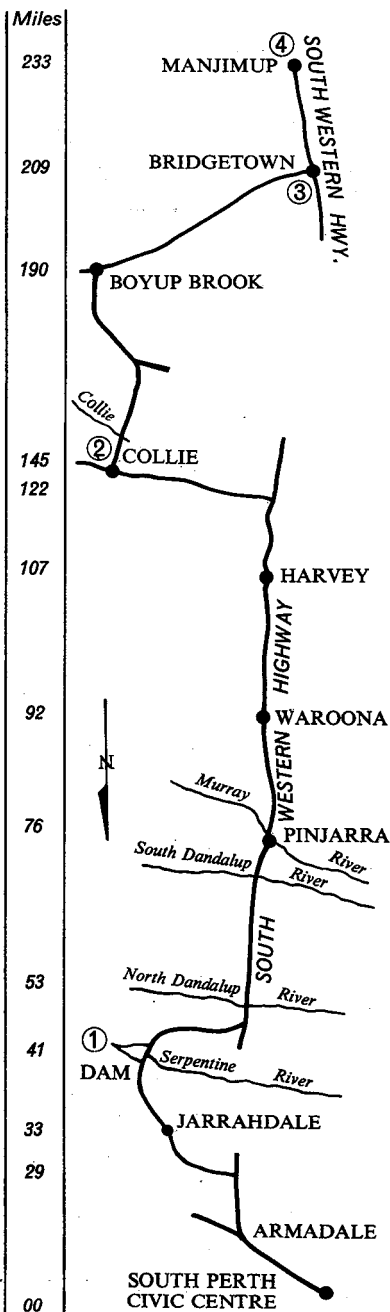 Miles
233
④
MANJIMUP
SOUTH WESTERN HWY.
209
BRIDGETOWN
③
190
BOYUP BROOK
Collie
②
145
COLLIE
122
107
HARVEY
92
WAROONA
N
Murray River
76
PINJARRA
South Dandalup River
SOUTH WESTERN HIGHWAY
53
North Dandalup River
①
41
DAM
Serpentine River
33
JARRAHDALE
29
ARMADALE
SOUTH PERTH
CIVIC CENTRE
00